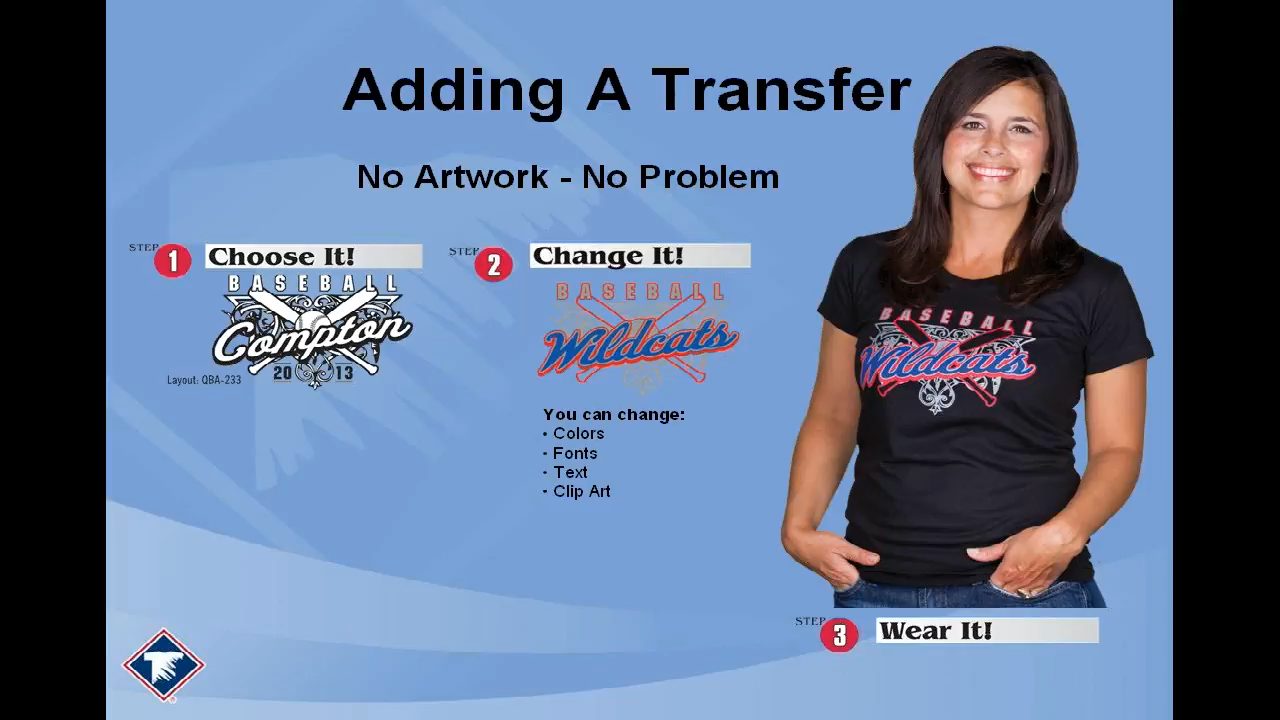 Adding A Transfer
No Artwork - No Problem
STEP 1 Choose It!
BASEBALL
Compton
20 13
Layout: QBA-233
STEP 2 Change It!
BASEBALL
Wildcats
You can change:
• Colors
• Fonts
• Text
• Clip Art
BASEBALL
Wildcats
STEP 3 Wear It!
T